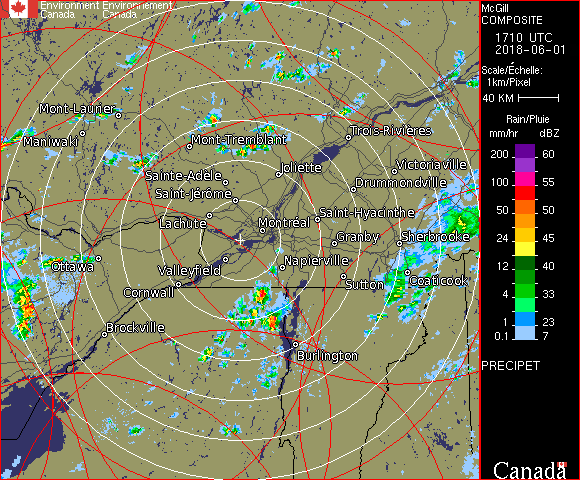 Environment Environnement
Canada Canada
McGill
COMPOSITE
1710 UTC
2018-06-01
Scale/Échelle:
1km/Pixel
40 KM
Rain/Pluie
mm/hr dBZ
200 60
100 55
50 50
24 45
12 40
4 33
1 23
0.1 7
PRECIPET
Canada
Mont-Laurier
Maniwaki
Mont-Tremblant
Trois-Rivières
Victoriaville
Joliette
Sainte-Adèle
Drummondville
Saint-Jérôme
Lachute
Saint-Hyacinthe
Montréal
Granby
Sherbrooke
Ottawa
Valleyfield
Napierville
Coaticook
Sutton
Cornwall
Brockville
Burlington